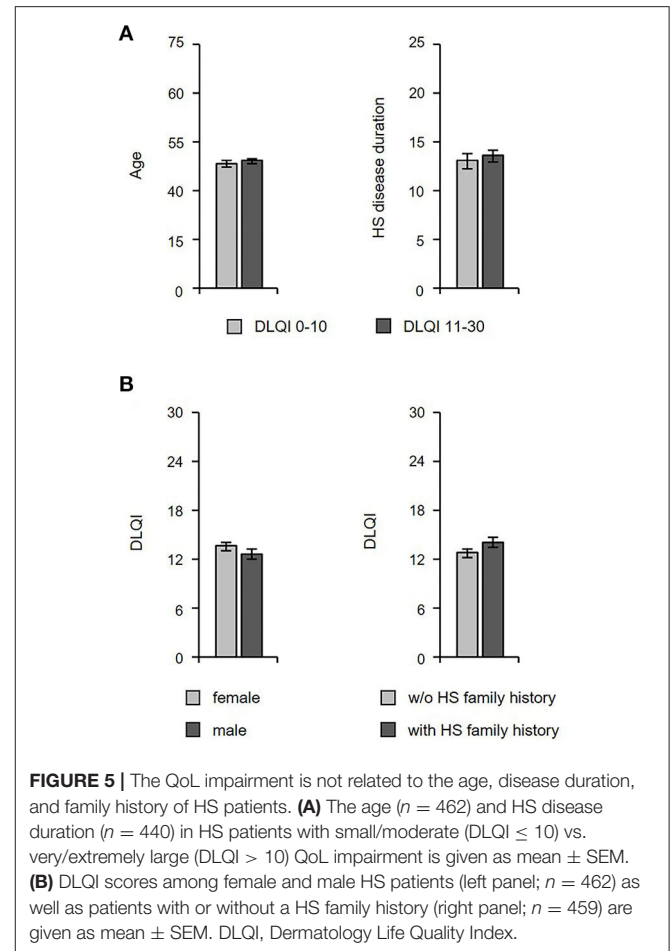 A
75
60
55
40
15
0
Age
25
20
15
10
5
0
HS disease duration
DLQI 0-10 DLQI 11-30
B
30
24
18
12
6
0
DLQI
30
24
18
12
6
0
DLQI
female
male
w/o HS family history
with HS family history
FIGURE 5 | The QoL impairment is not related to the age, disease duration,
and family history of HS patients. (A) The age (n = 462) and HS disease
duration (n = 440) in HS patients with small/moderate (DLQI ≤ 10) vs.
very/extremely large (DLQI > 10) QoL impairment is given as mean ± SEM.
(B) DLQI scores among female and male HS patients (left panel; n = 462) as
well as patients with or without a HS family history (right panel; n = 459) are
given as mean ± SEM. DLQI, Dermatology Life Quality Index.